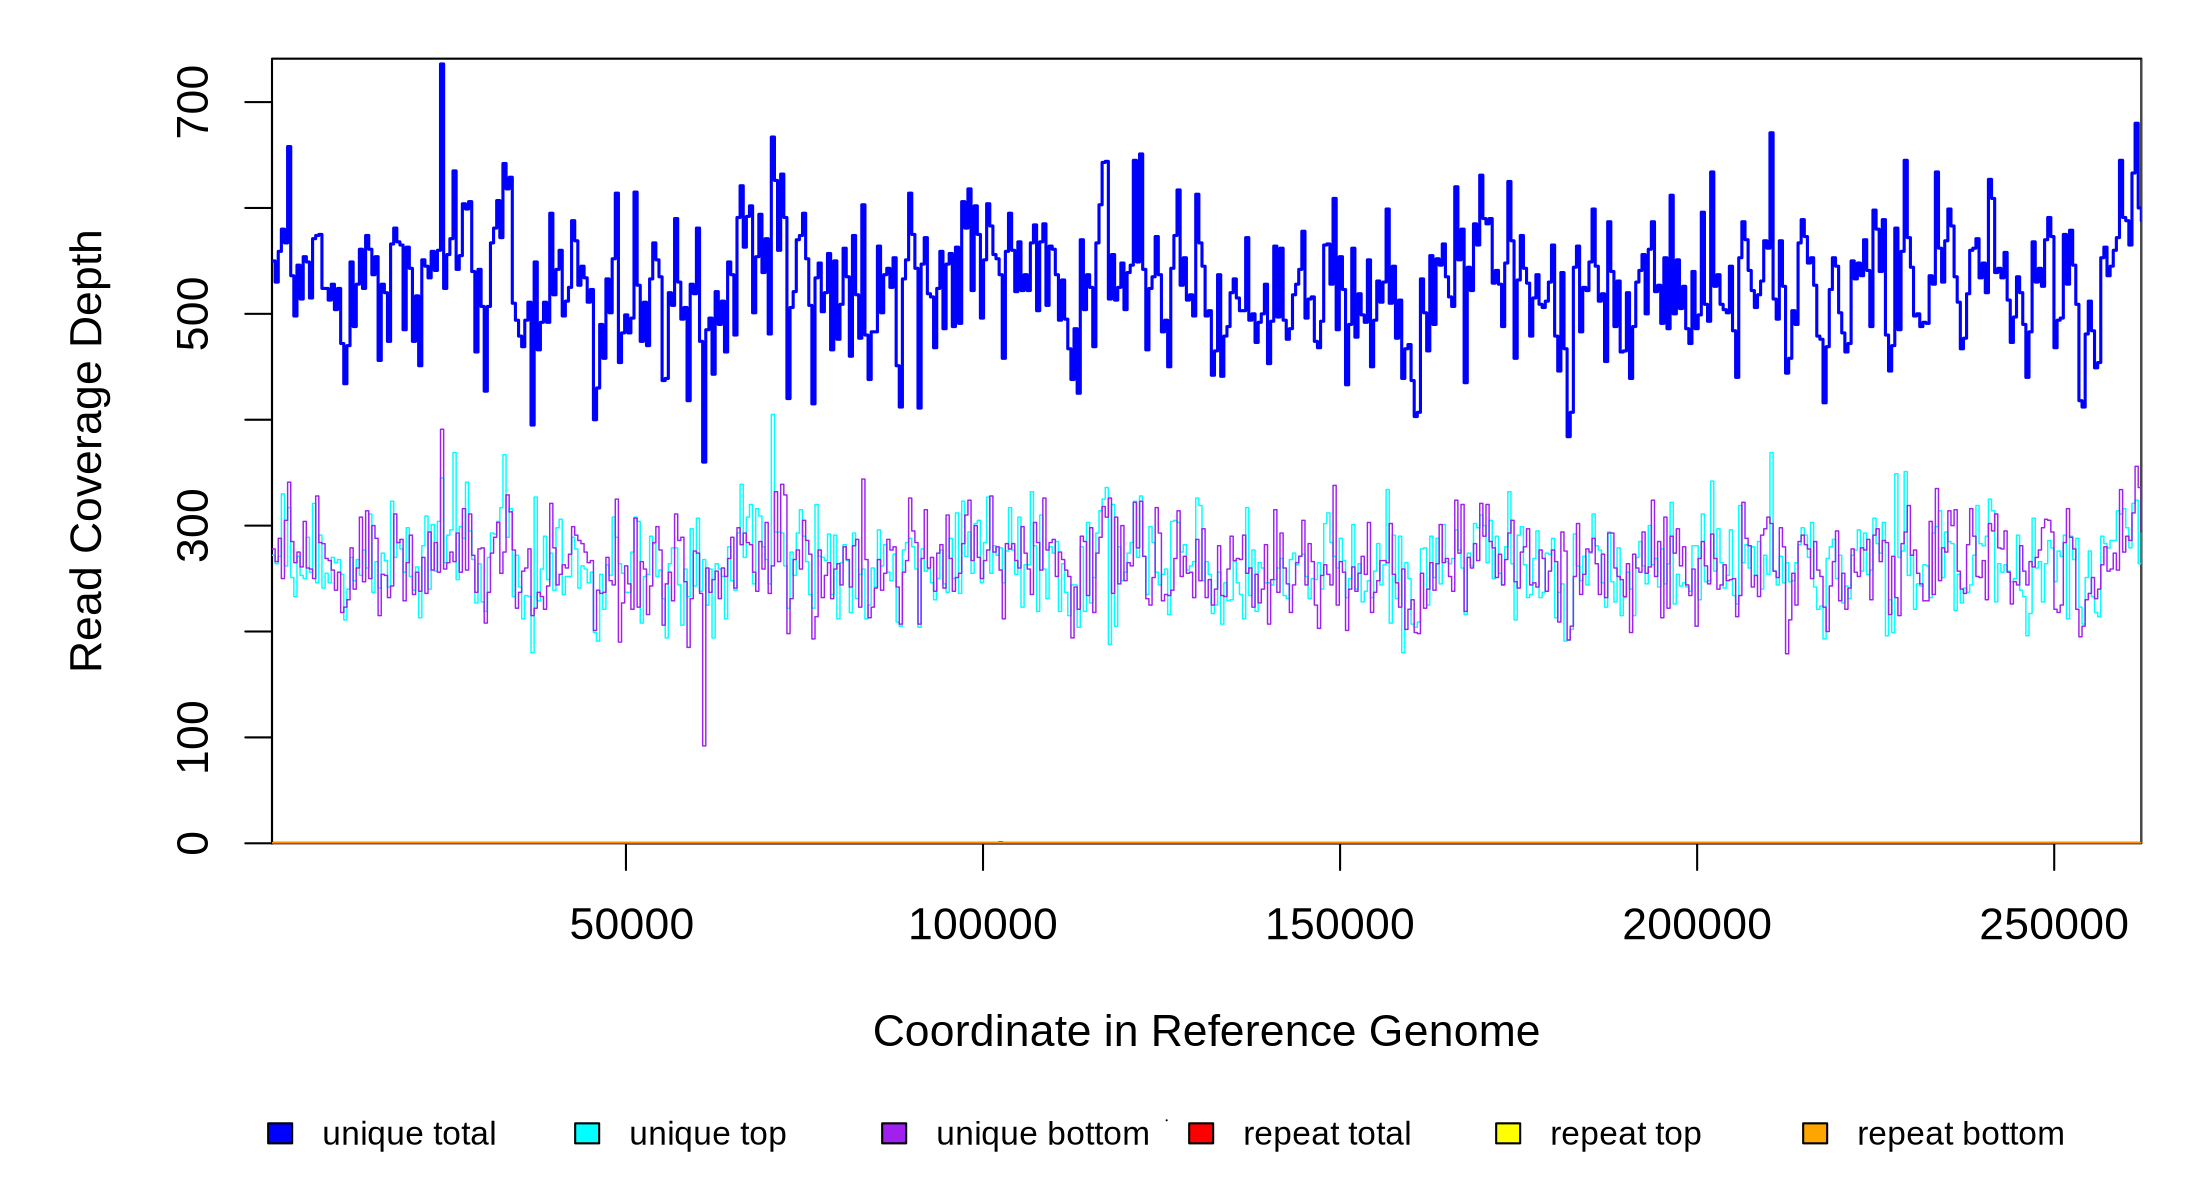 700
500
300
100
0
Read Coverage Depth
50000 100000 150000 200000 250000
Coordinate in Reference Genome
unique total unique top unique bottom repeat total repeat top repeat bottom